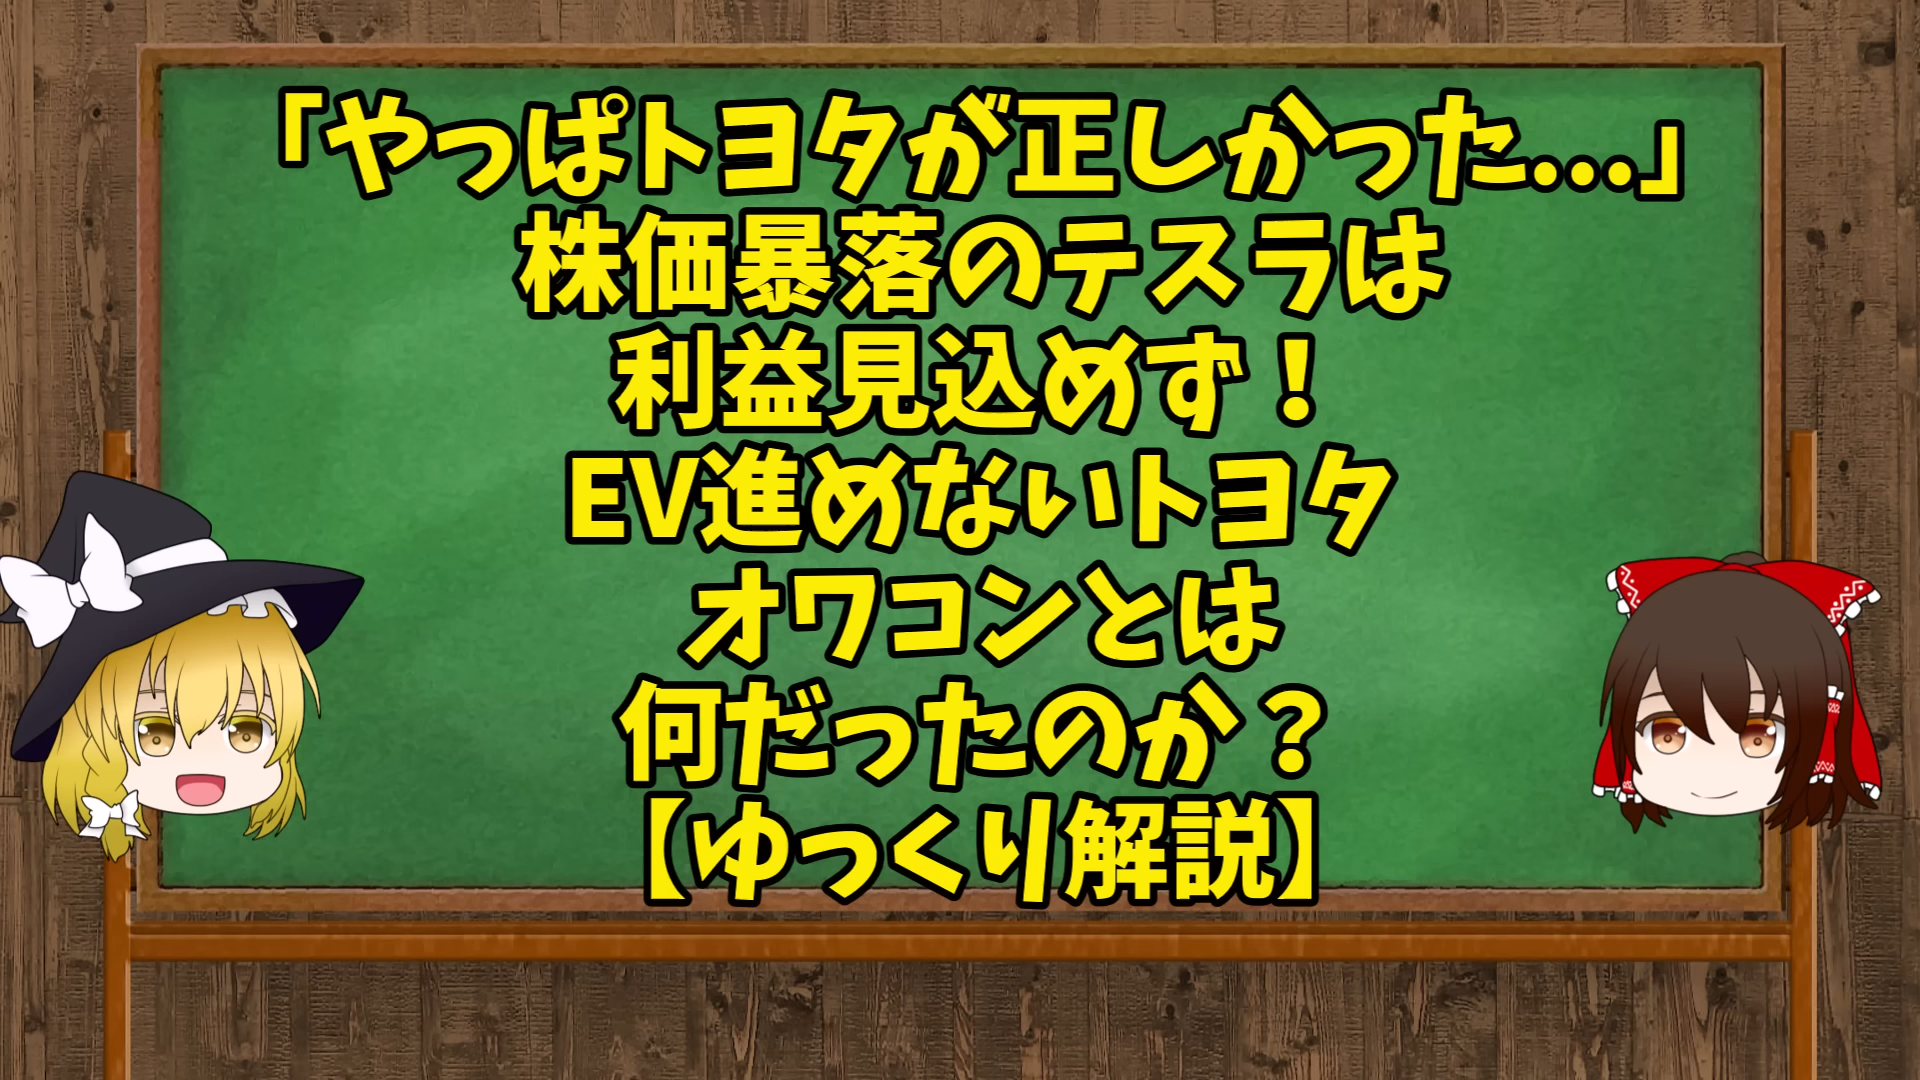 「やっぱトヨタが正しかった...」
株価暴落のテスラは
利益見込めず！
EV進めないトヨタ
オワコンとは
何だったのか？
【ゆっくり解説】